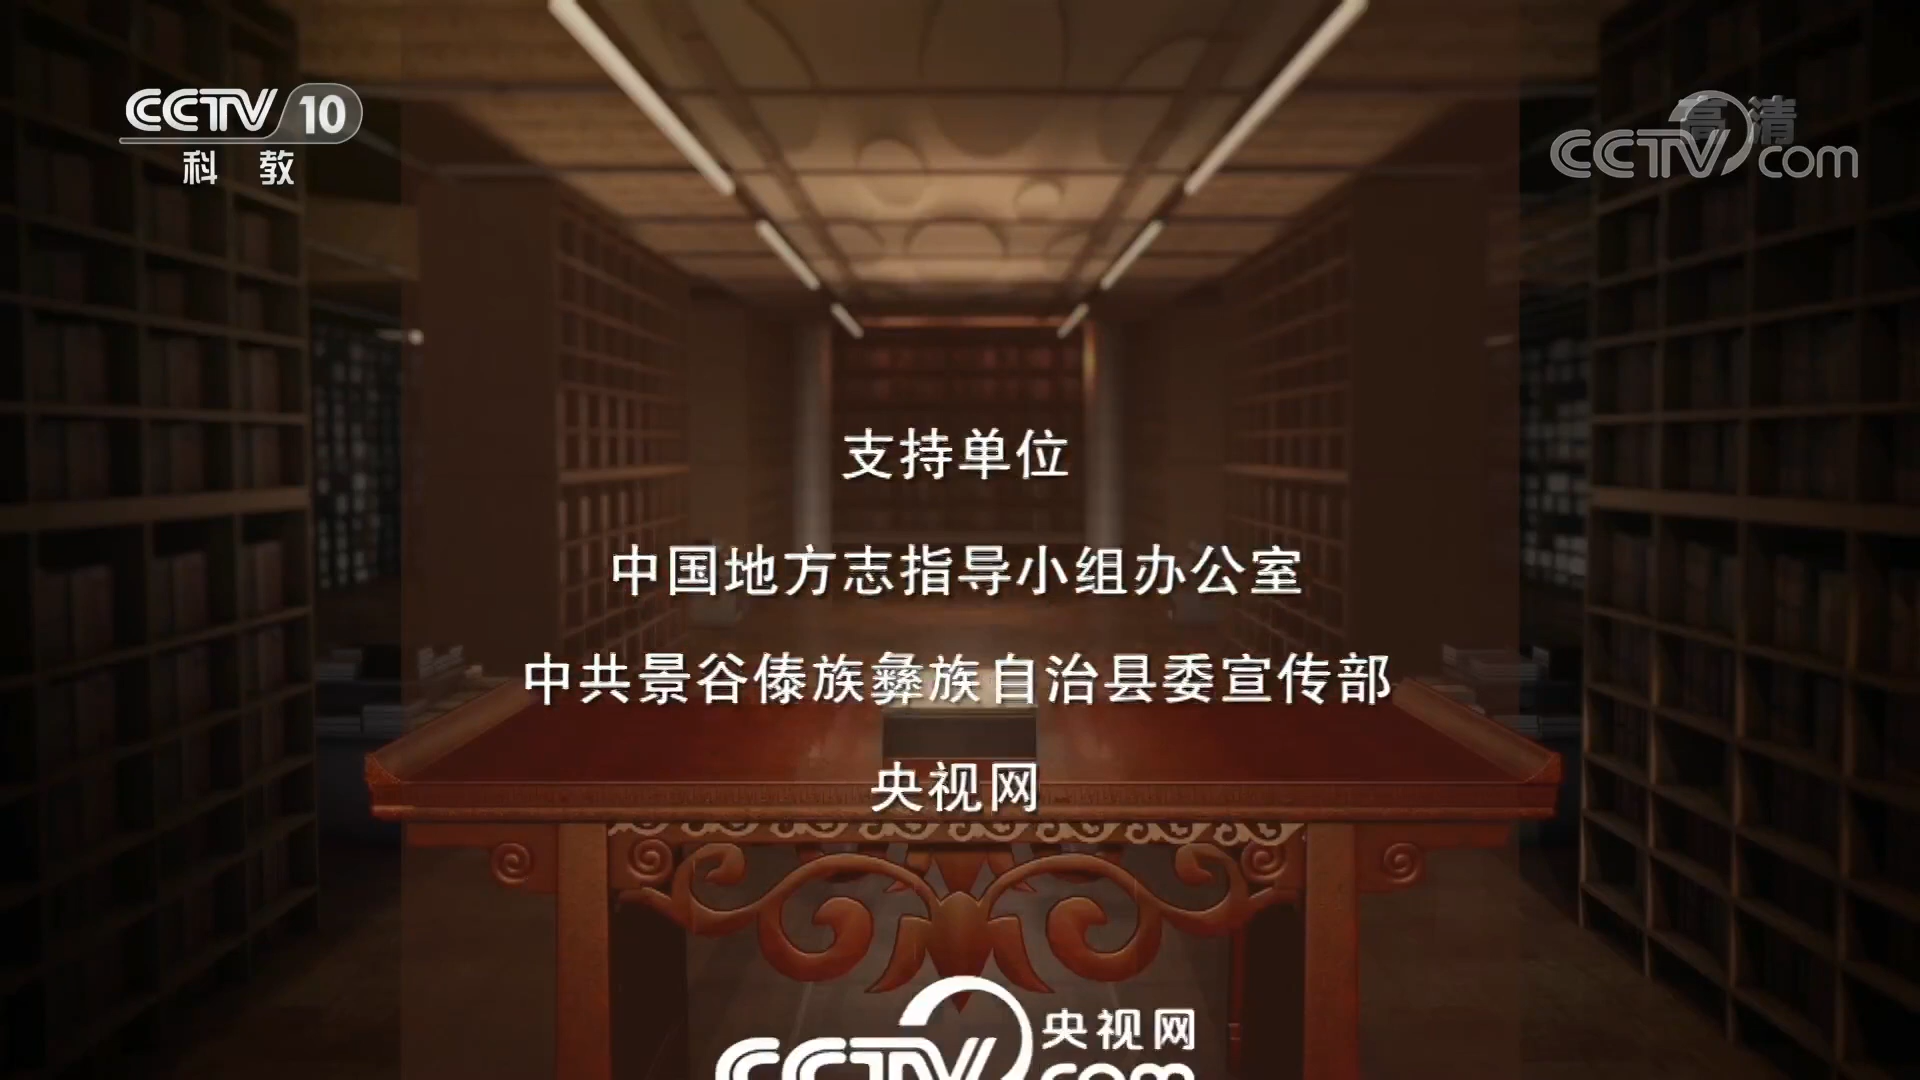 CCTV 10
科 教
高清
CCTV.com
支持单位
中国地方志指导小组办公室
中共景谷傣族彝族自治县委宣传部
央视网
央视网
CCTV.com